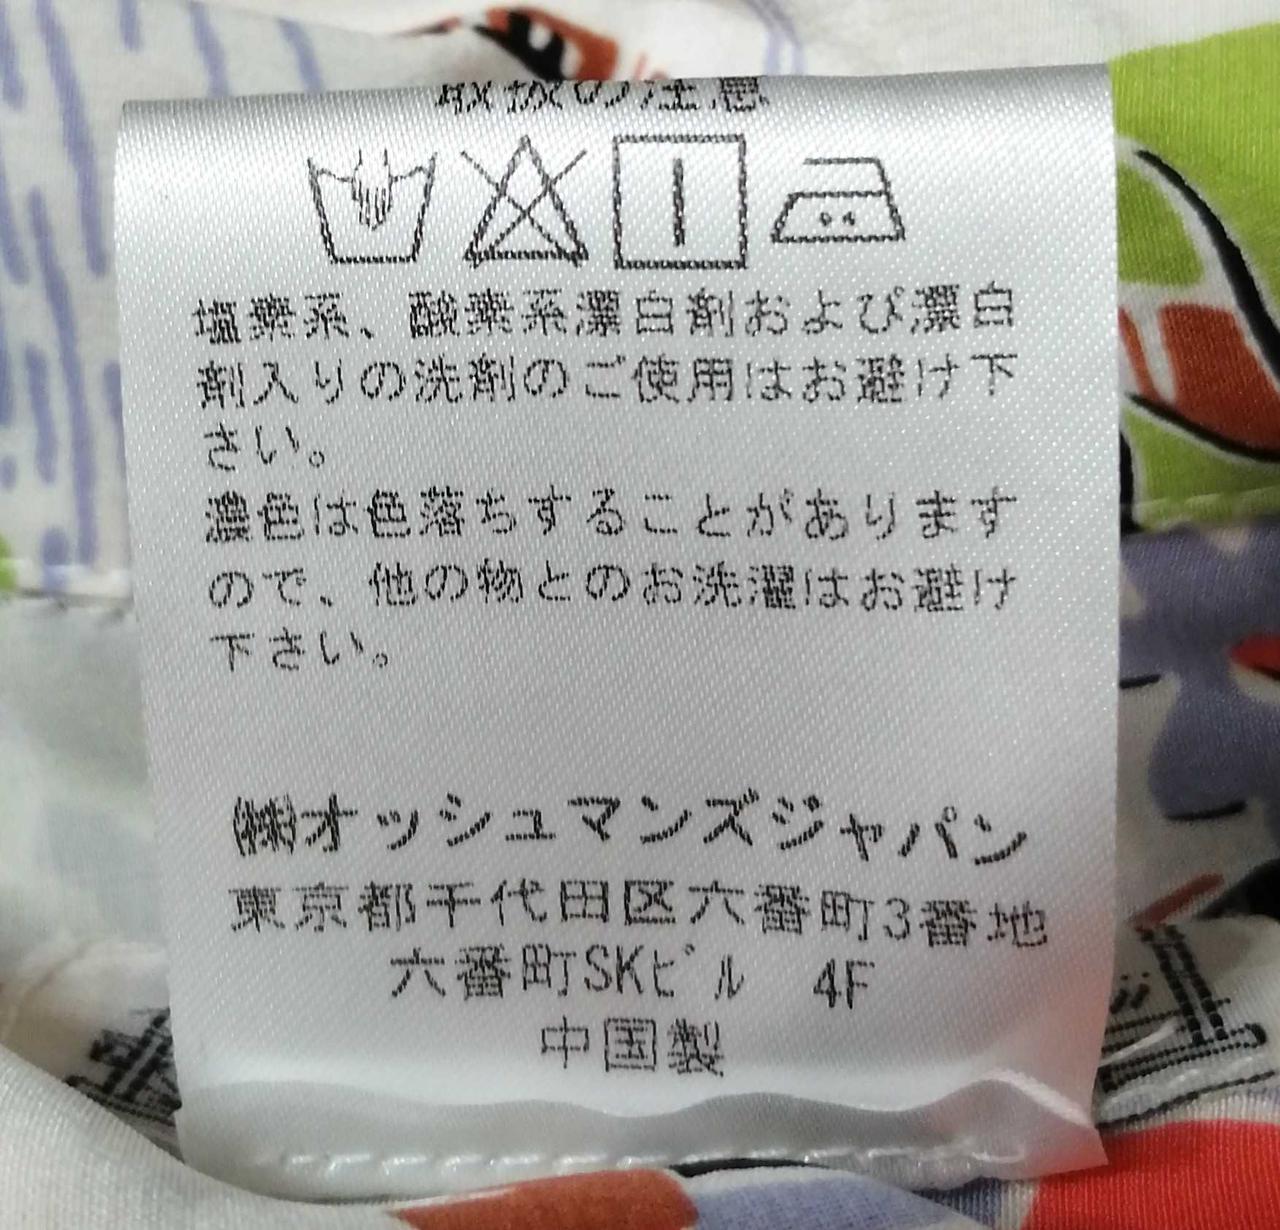 取扱の注意
塩素系、酸素系漂白剤および漂白
剤入りの洗剤のご使用はお避け下
さい。
濃色は色落ちすることがあります
ので、他の物とのお洗濯はお避け
下さい。
㈱オッシュマンズジャパン
東京都千代田区六番町3番地
六番町SKビル 4F
中国製